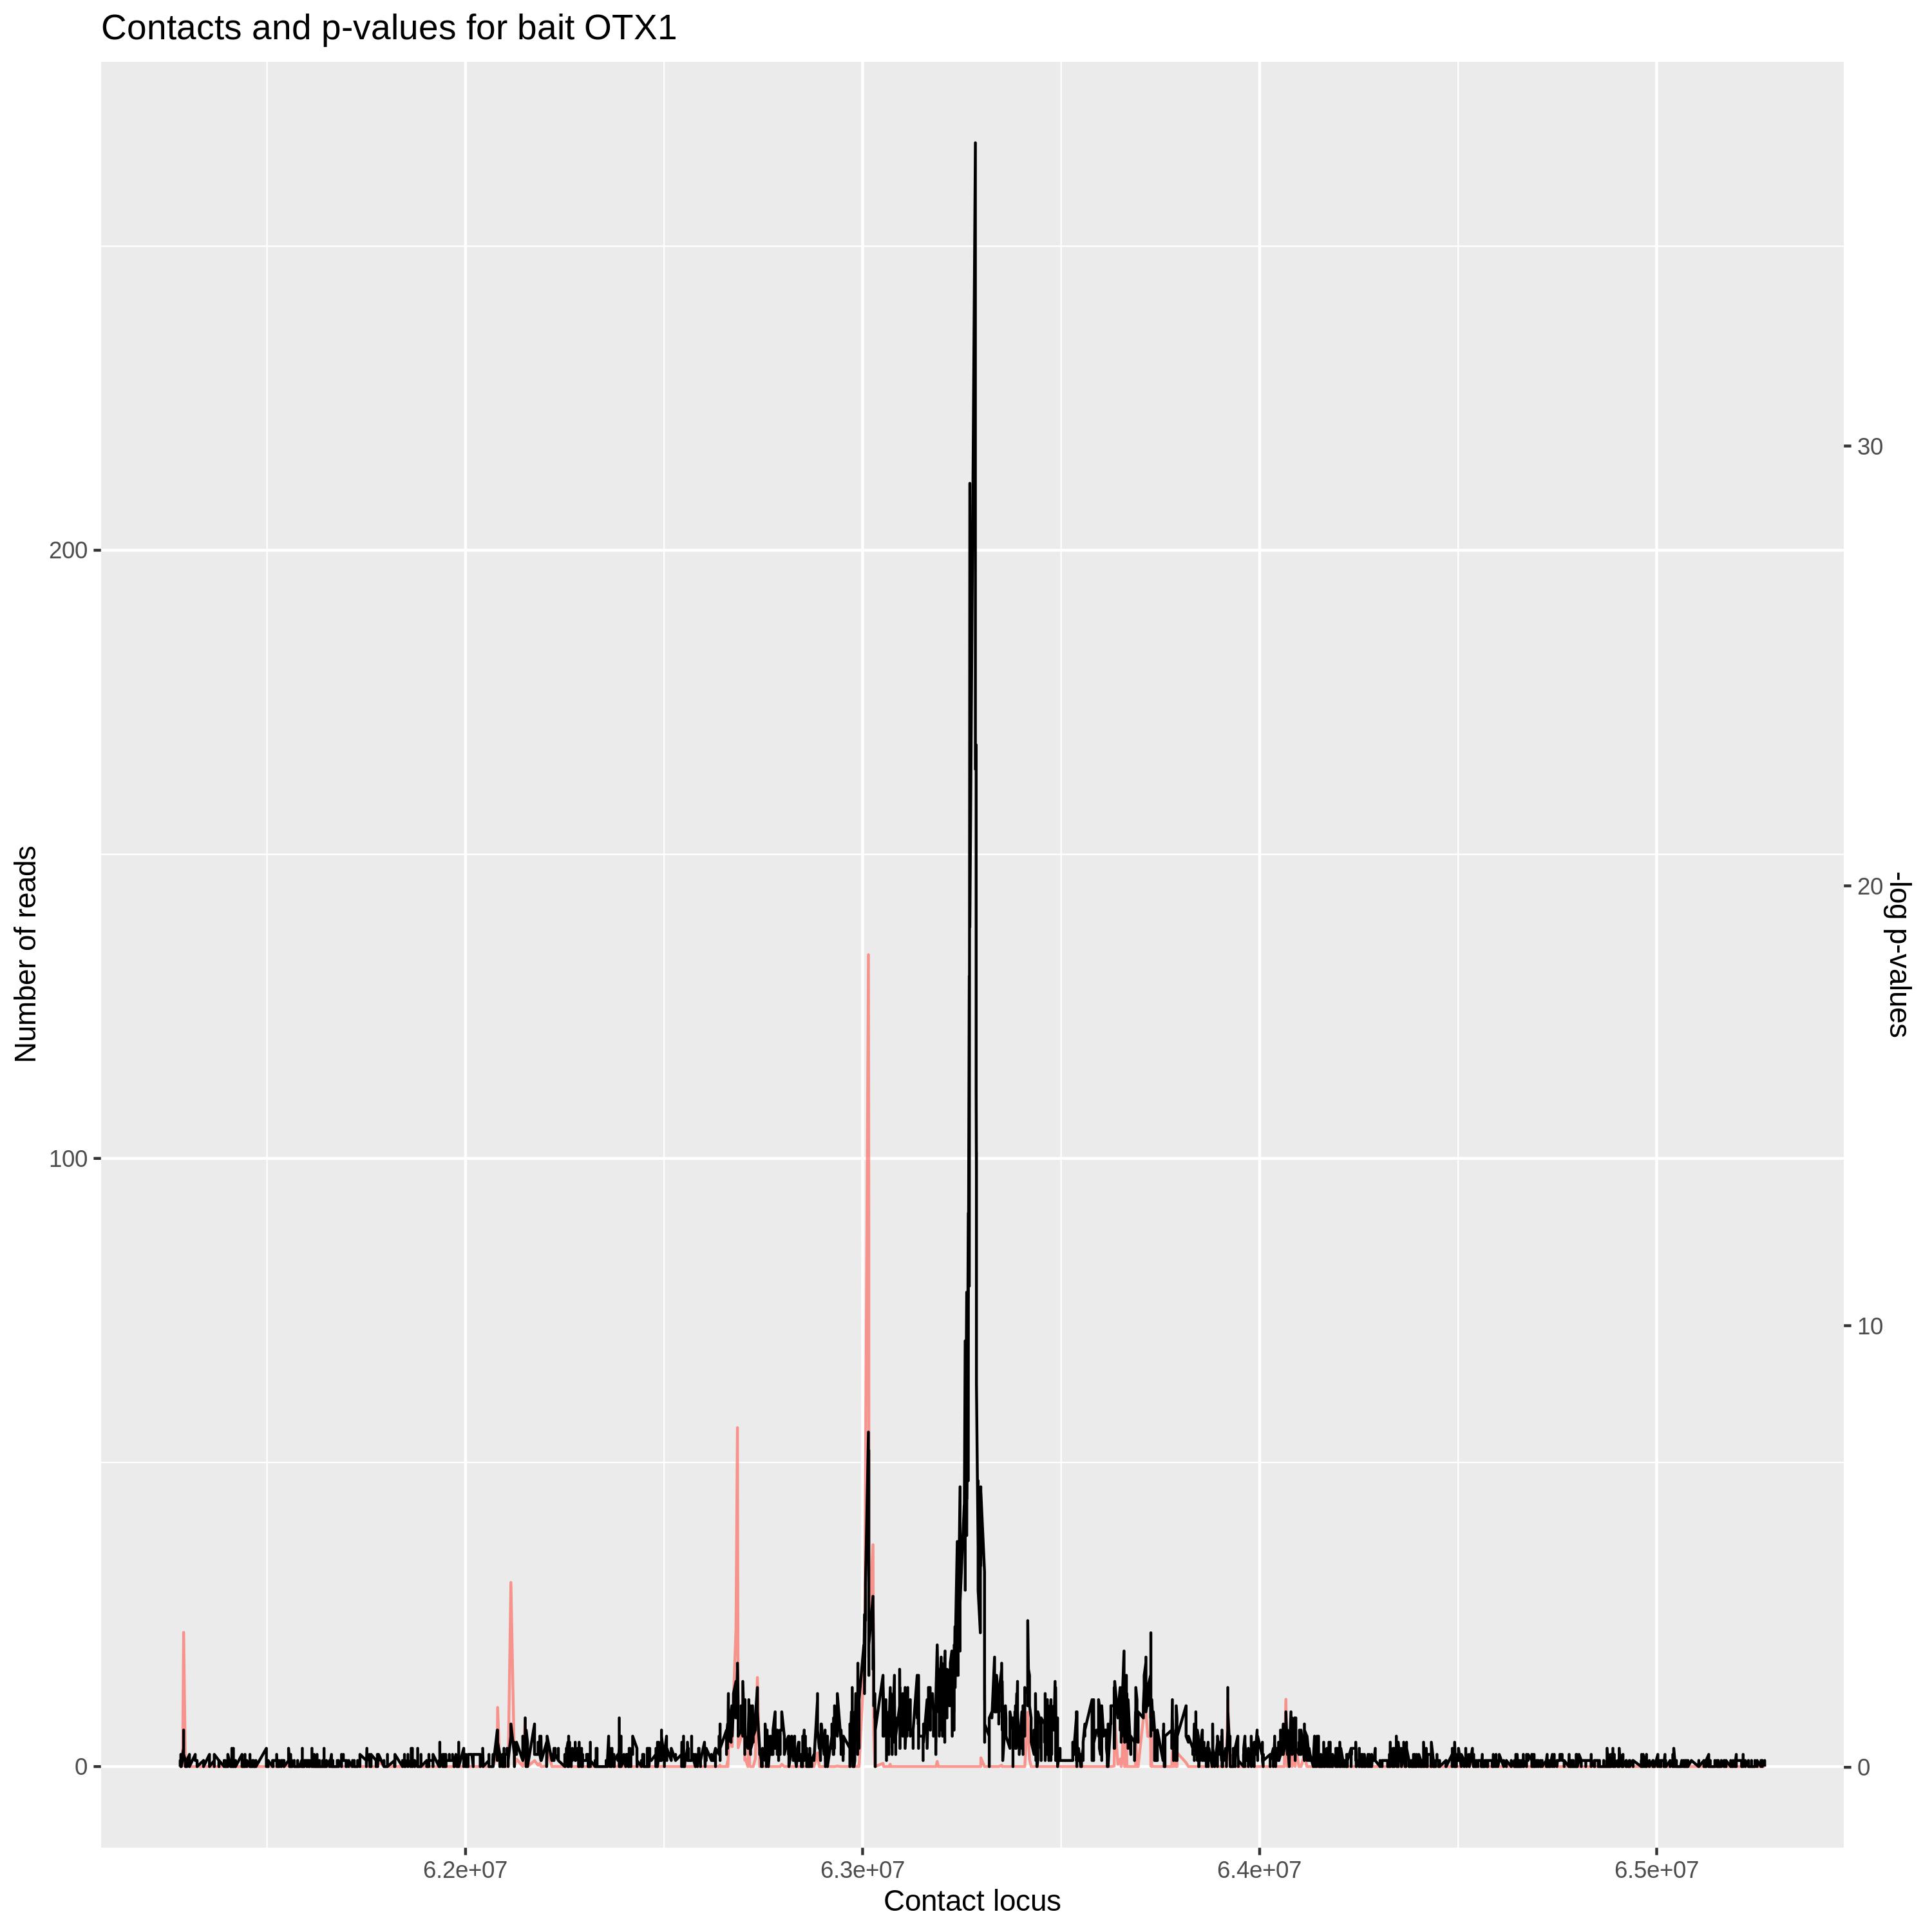 Contacts and p-values for bait OTX1
Number of reads
200
100
0
30
20
10
0
-log p-values
6.2e+07
6.3e+07
6.4e+07
6.5e+07
Contact locus